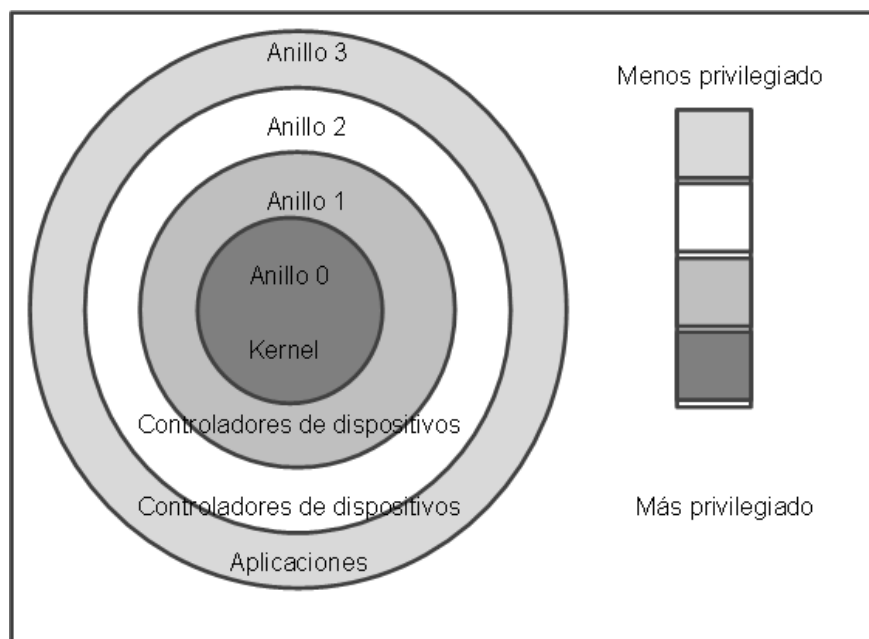 Anillo 3
Anillo 2
Anillo 1
Anillo 0
Kernel
Controladores de dispositivos
Controladores de dispositivos
Aplicaciones
Menos privilegiado
Más privilegiado